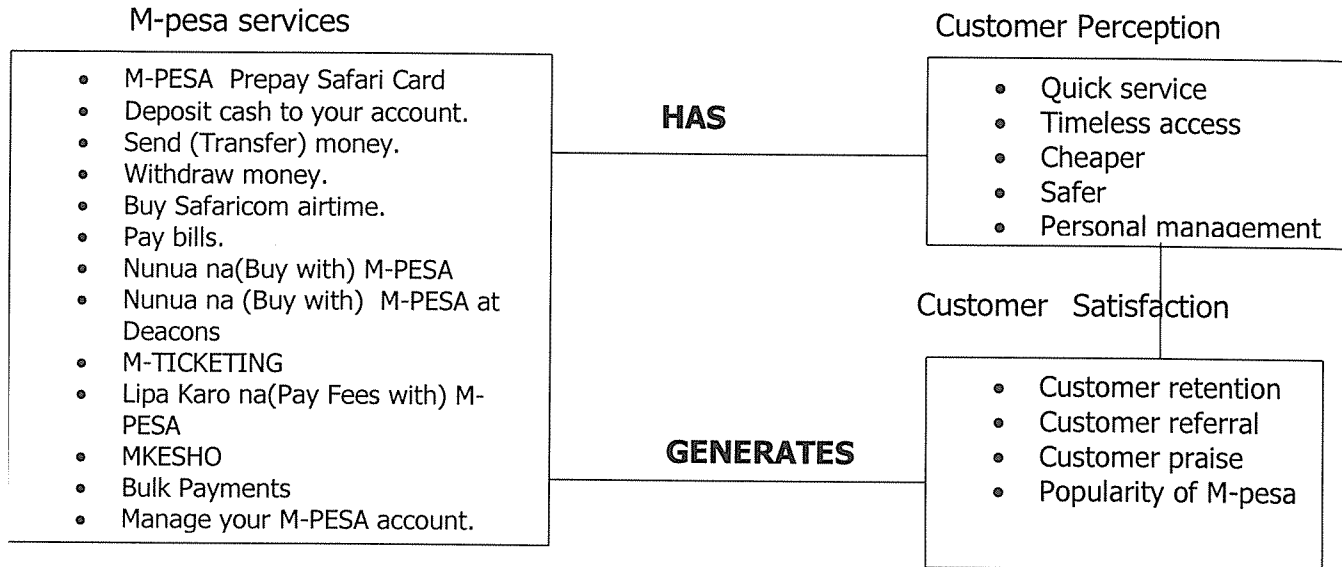 M-pesa services
• M-PESA Prepay Safari Card
• Deposit cash to your account.
• Send (Transfer) money.
• Withdraw money.
• Buy Safaricom airtime.
• Pay bills.
• Nunua na(Buy with) M-PESA
• Nunua na (Buy with) M-PESA at
Deacons
• M-TICKETING
• Lipa Karo na(Pay Fees with) M-
PESA
• MKESHO
• Bulk Payments
• Manage your M-PESA account.
HAS
GENERATES
Customer Perception
• Quick service
• Timeless access
• Cheaper
• Safer
• Personal management
Customer Satisfaction
• Customer retention
• Customer referral
• Customer praise
• Popularity of M-pesa